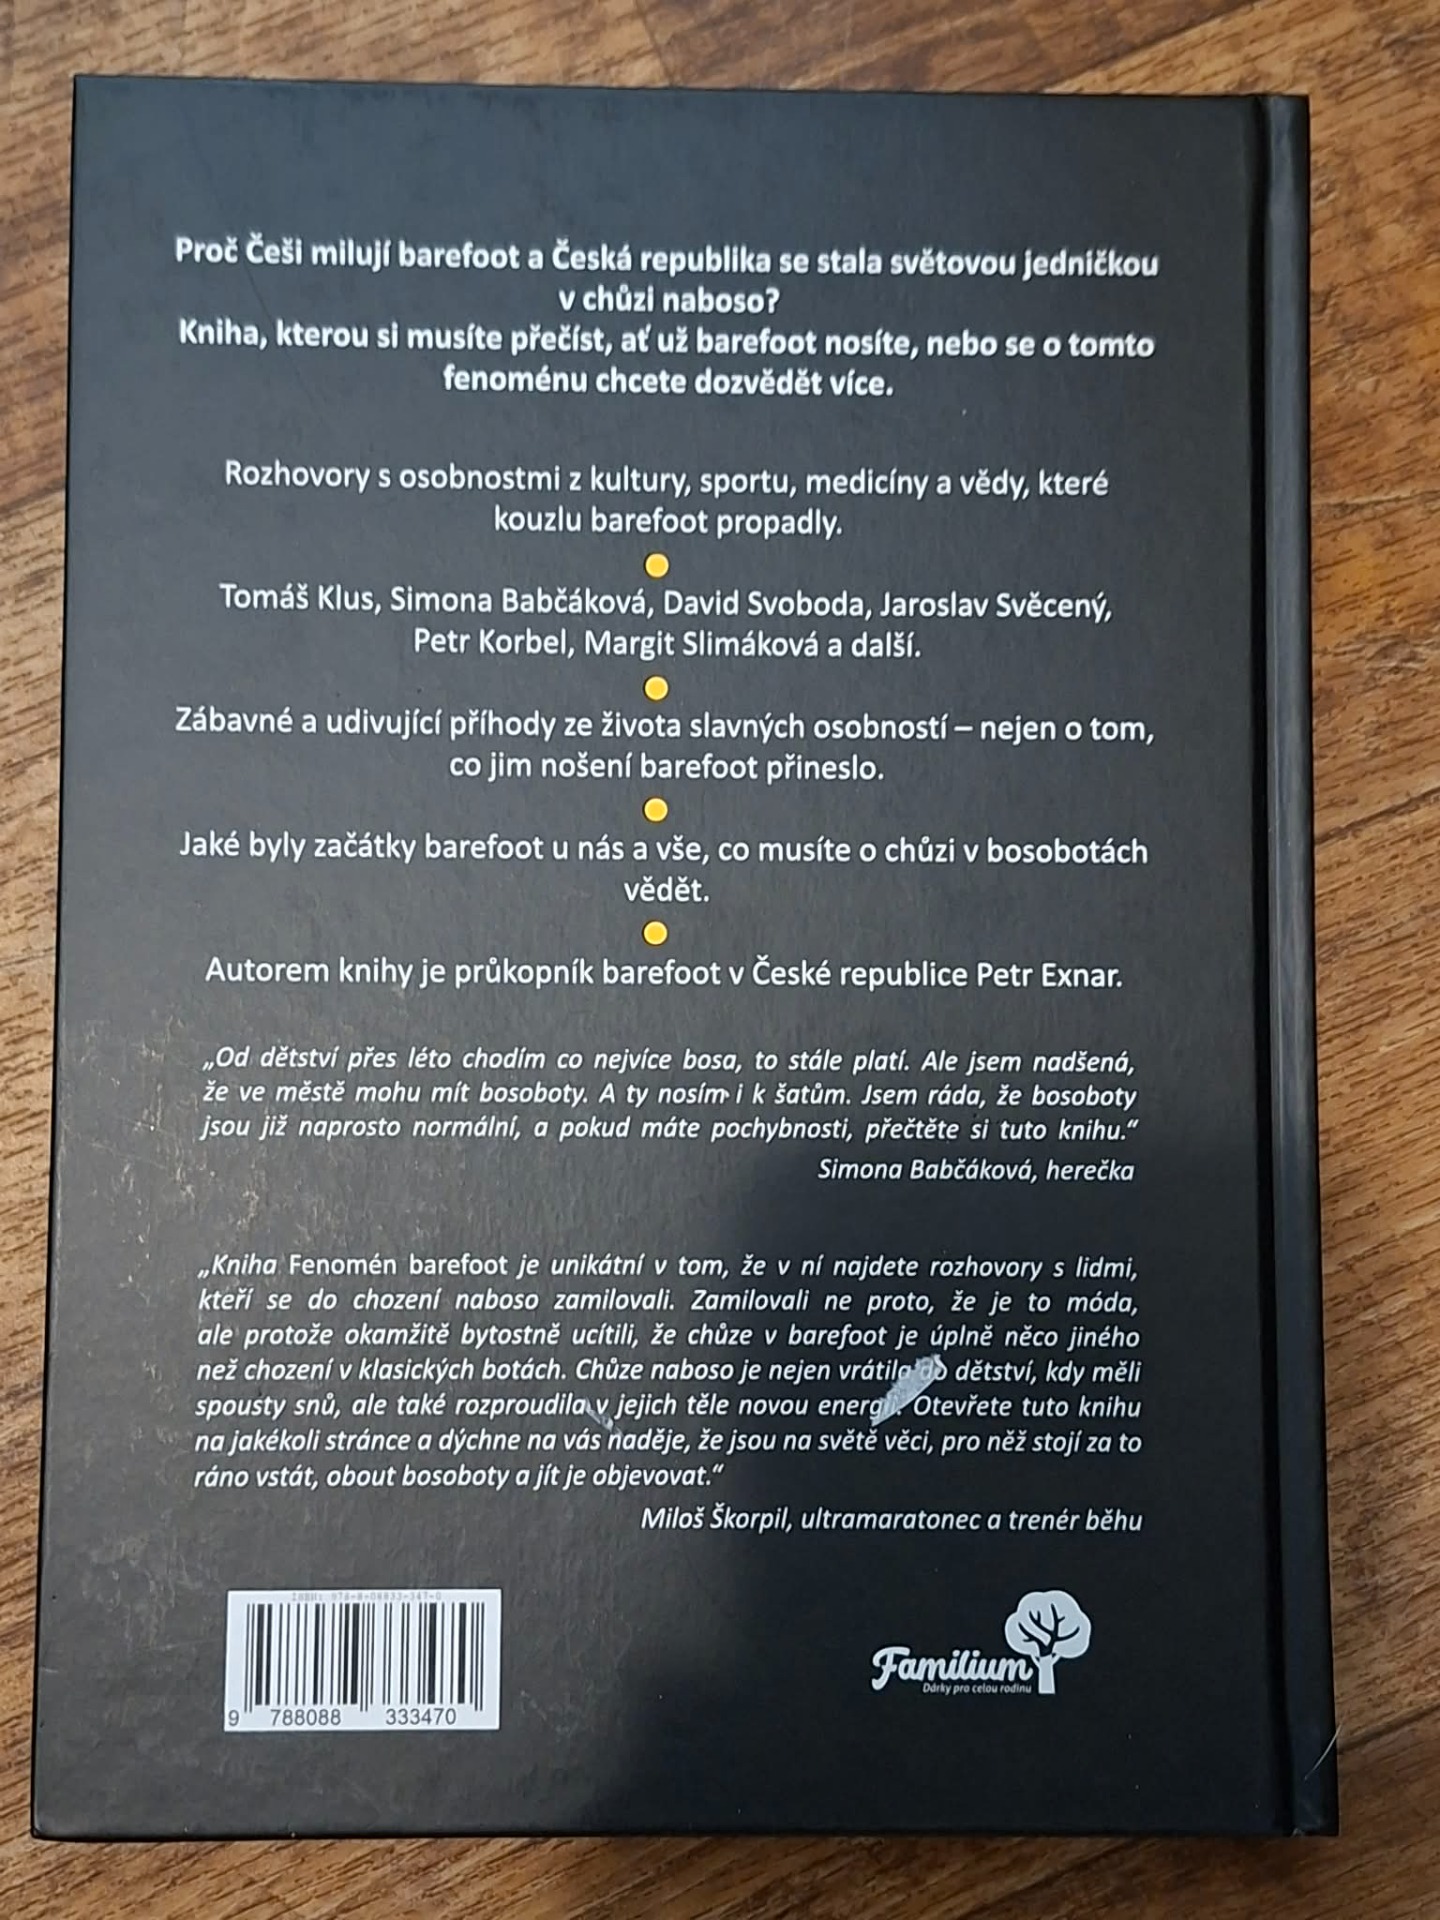 Proč Češi milují barefoot a Česká republika se stala světovou jedničkou
v chůzi naboso?
Kniha, kterou si musíte přečíst, ať už barefoot nosíte, nebo se o tomto
fenoménu chcete dozvědět více.
Rozhovory s osobnostmi z kultury, sportu, medicíny a vědy, které
kouzlu barefoot propadly.
Tomáš Klus, Simona Babčáková, David Svoboda, Jaroslav Svěcený,
Petr Korbel, Margit Slimáková a další.
Zábavné a udivující příhody ze života slavných osobností – nejen o tom,
co jim nošení barefoot přineslo.
Jaké byly začátky barefoot u nás a vše, co musíte o chůzi v bosobotách
vědět.
Autorem knihy je průkopník barefoot v České republice Petr Exnar.
„Od dětství přes léto chodím co nejvíce bosa, to stále platí. Ale jsem nadšená,
že ve městě mohu mít bosoboty. A ty nosím i k šatům. Jsem ráda, že bosoboty
jsou již naprosto normální, a pokud máte pochybnosti, přečtěte si tuto knihu.“
Simona Babčáková, herečka
„Kniha Fenomén barefoot je unikátní v tom, že v ní najdete rozhovory s lidmi,
kteří se do chození naboso zamilovali. Zamilovali ne proto, že je to móda,
ale protože okamžitě bytostně ucítili, že chůze v barefoot je úplně něco jiného
než chození v klasických botách. Chůze naboso je nejen vrátila do dětství, kdy měli
spousty snů, ale také rozproudila v jejich těle novou energii. Otevřete tuto knihu
na jakékoli stránce a dýchne na vás naděje, že jsou na světě věci, pro něž stojí za to
ráno vstát, obout bosoboty a jít je objevovat.“
Miloš Škorpil, ultramaratonec a trenér běhu
ISBN: 978-8-08833-347-0
9 788088 333470
Familium
Dárky pro celou rodinu